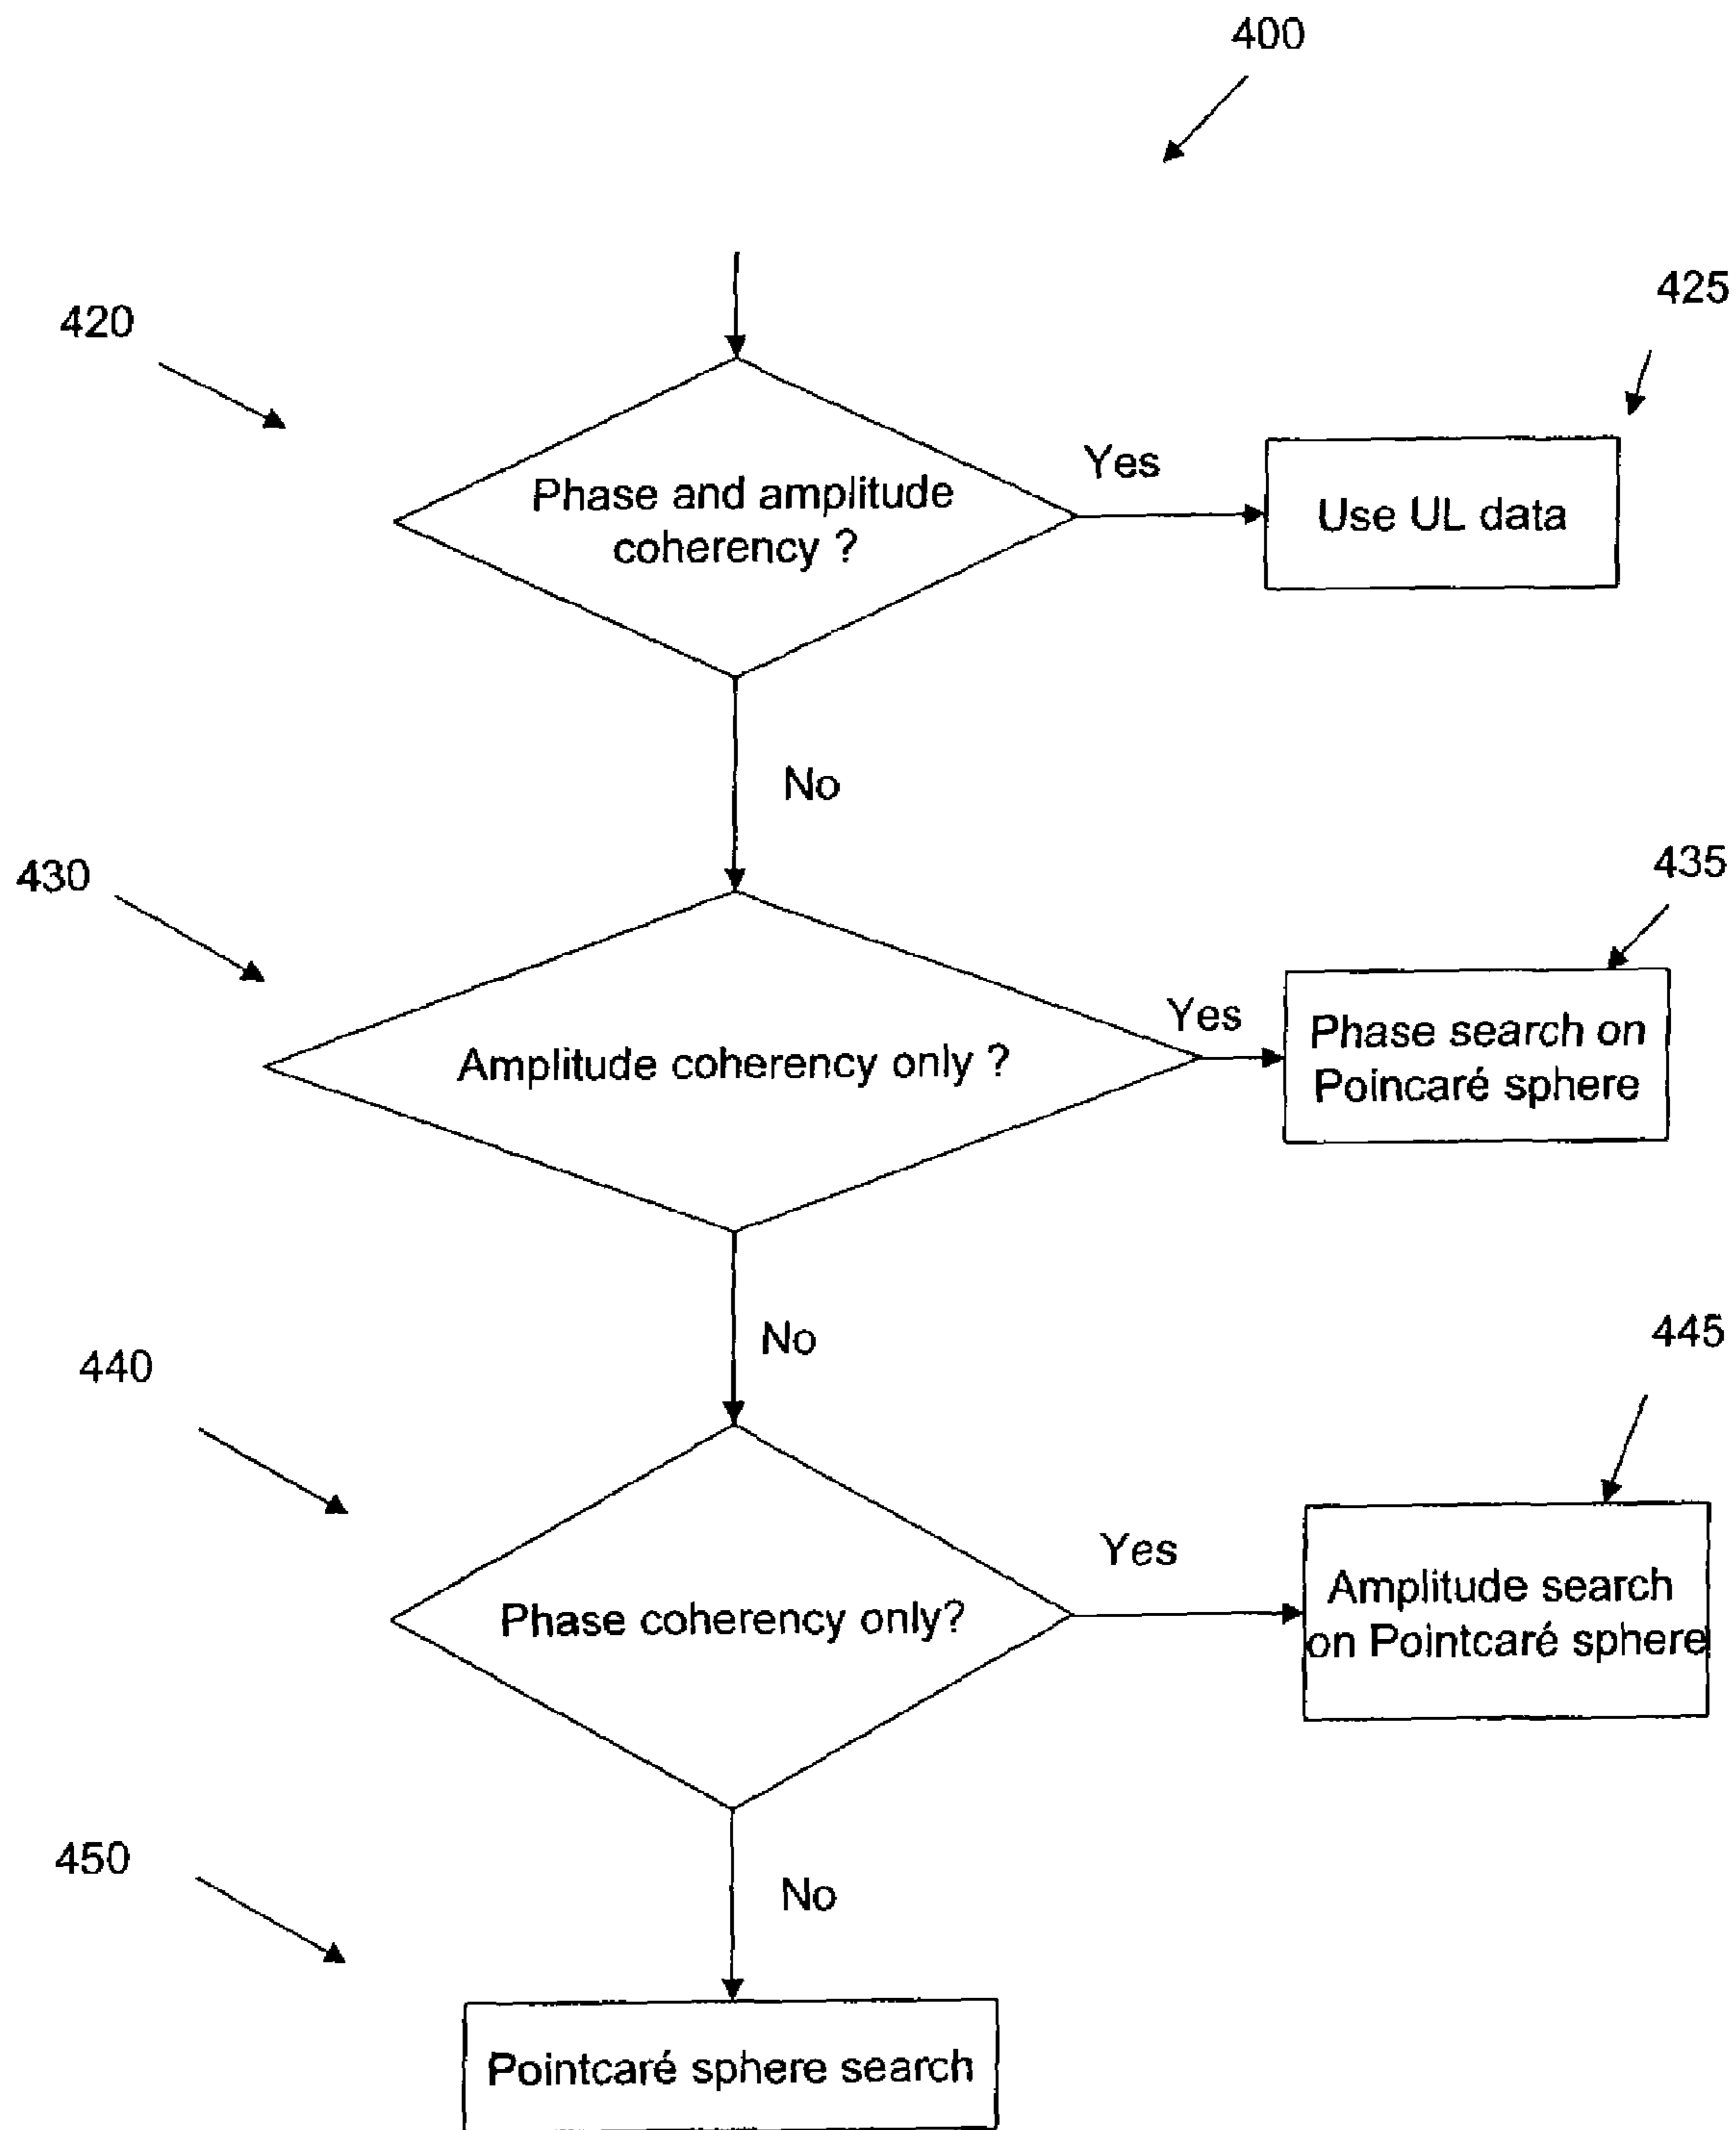 400
420
425
Phase and amplitude
coherency ?
Yes
Use UL data
No
430
435
Amplitude coherency only ?
Yes
Phase search on
Poincaré sphere
No
440
445
Phase coherency only?
Yes
Amplitude search
on Pointcaré sphere
450
No
Pointcaré sphere search